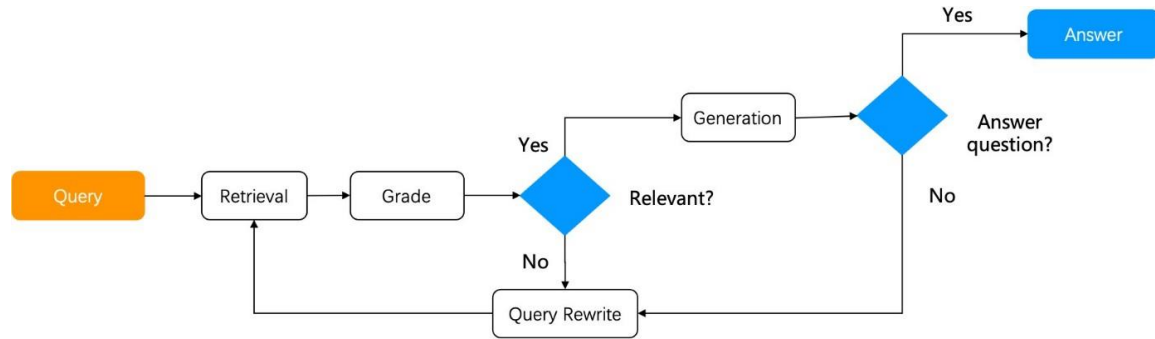 Yes
Answer
Generation
Answer
question?
Yes
Query
Retrieval
Grade
Relevant?
No
No
Query Rewrite